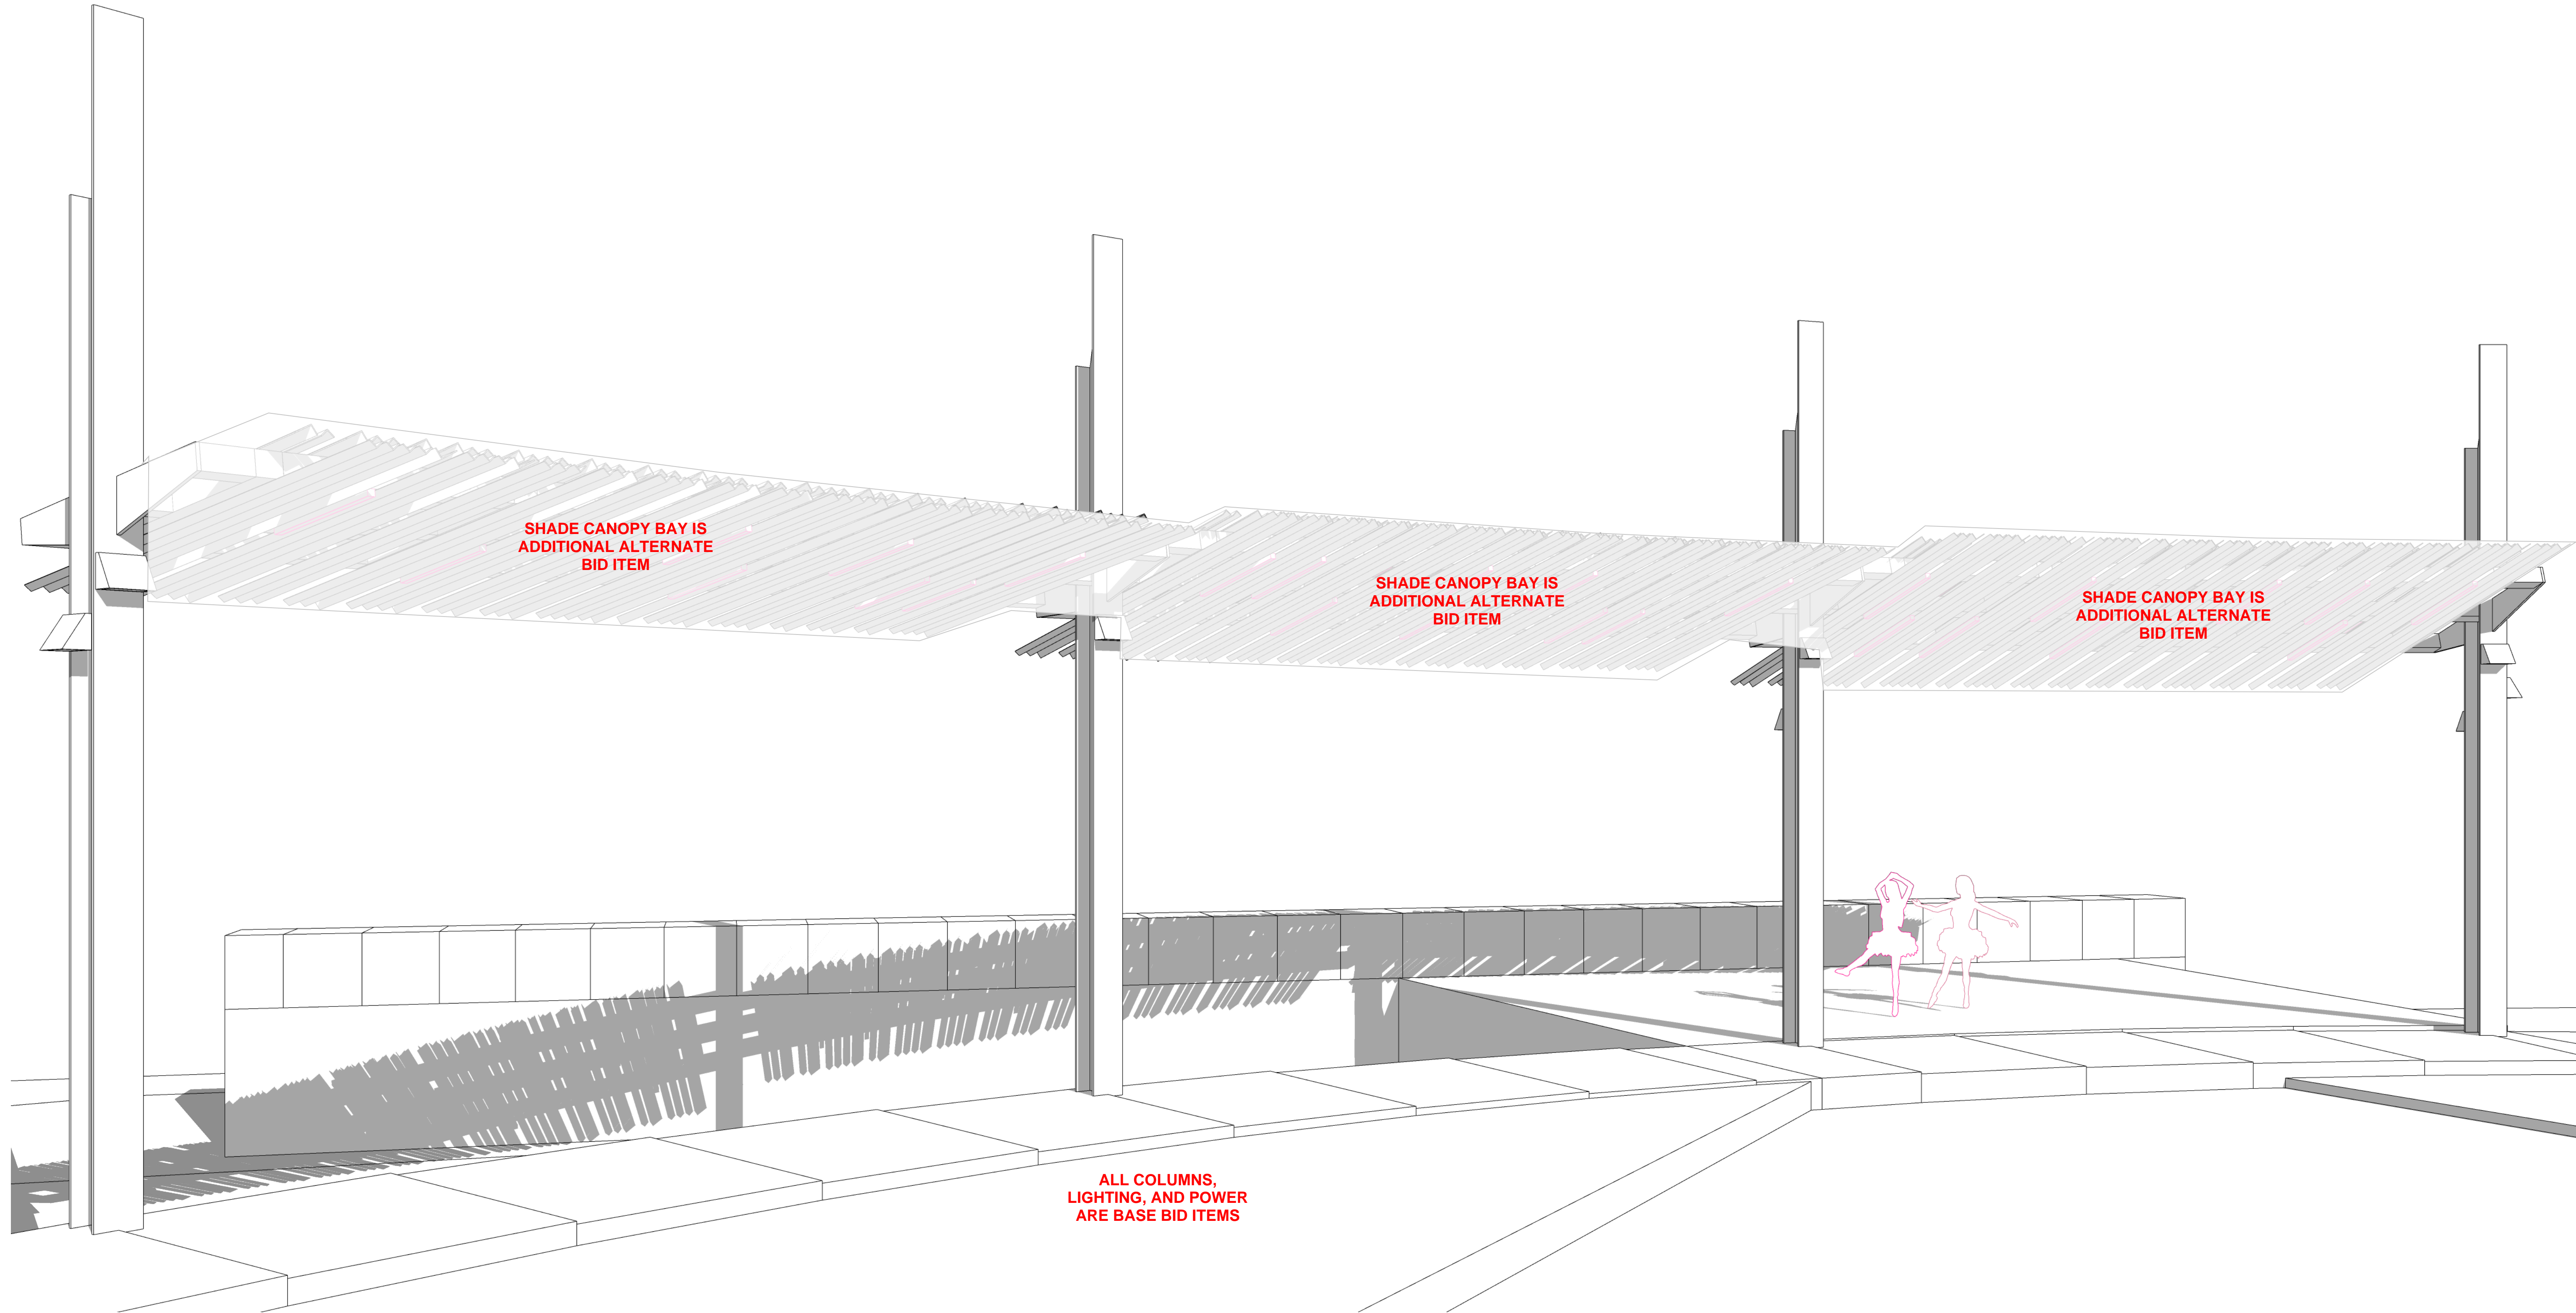 SHADE CANOPY BAY IS
ADDITIONAL ALTERNATE
BID ITEM
SHADE CANOPY BAY IS
ADDITIONAL ALTERNATE
BID ITEM
SHADE CANOPY BAY IS
ADDITIONAL ALTERNATE
BID ITEM
ALL COLUMNS,
LIGHTING, AND POWER
ARE BASE BID ITEMS